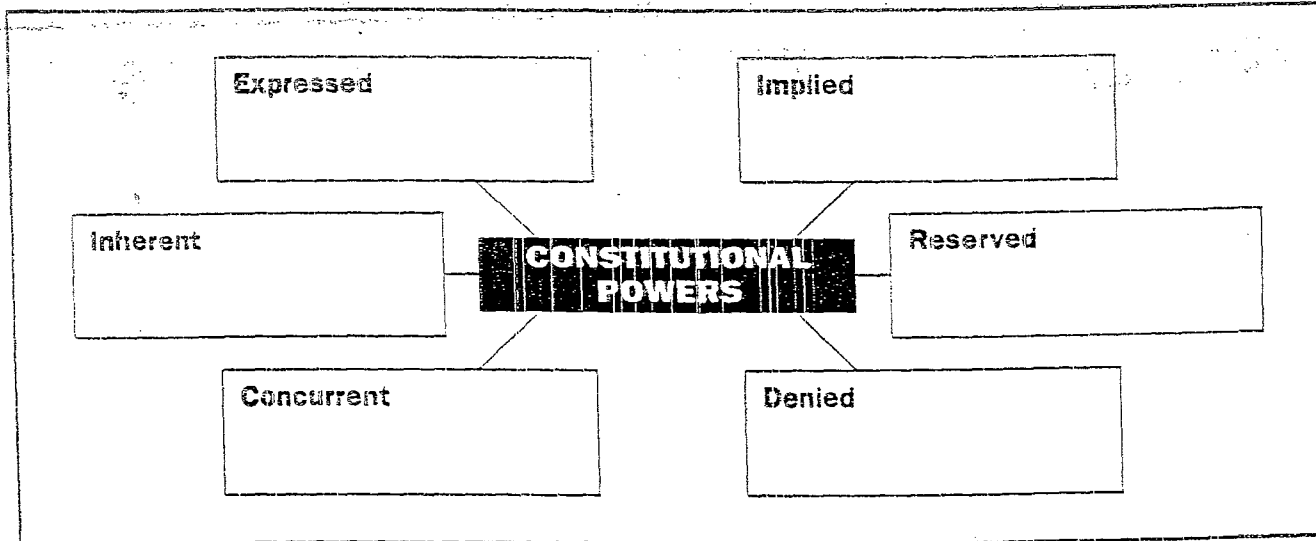 Expressed
Implied
Inherent
CONSTITUTIONAL
POWERS
Reserved
Concurrent
Denied